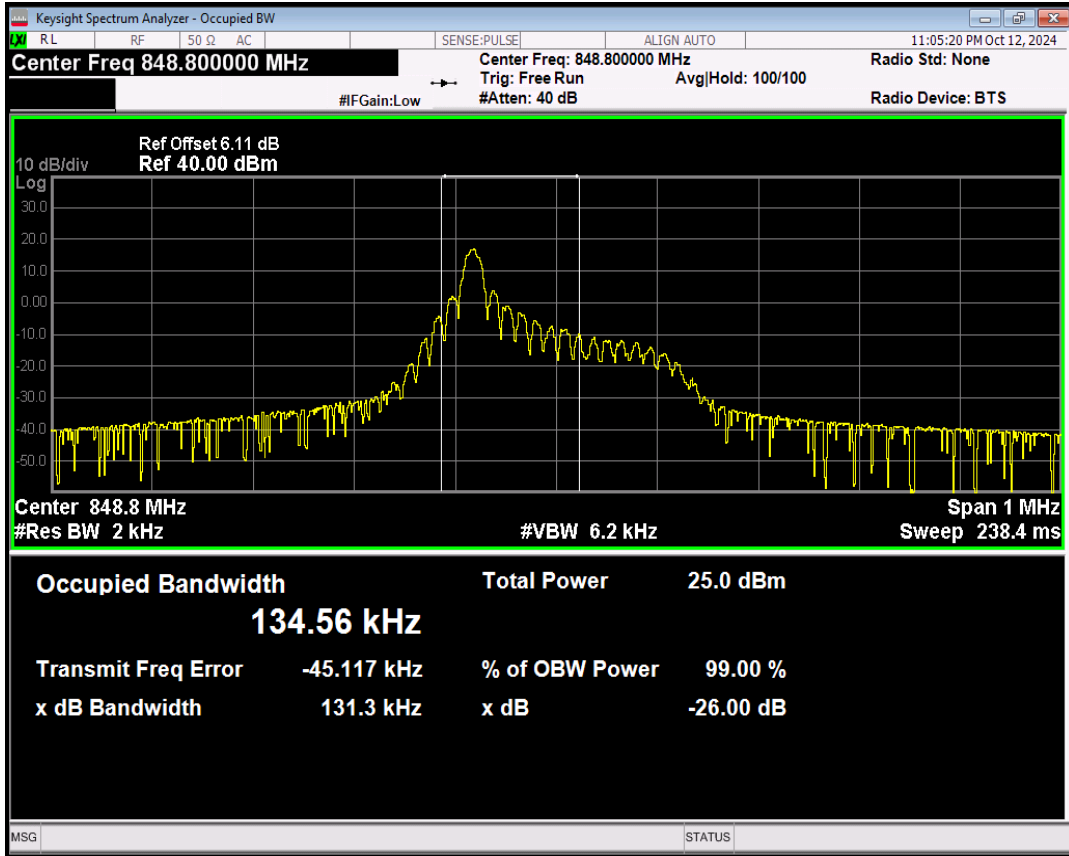 Keysight Spectrum Analyzer - Occupied BW
LXI RL RF 50 Ω AC SENSE:PULSE ALIGN AUTO 11:05:20 PM Oct 12, 2024
Center Freq 848.800000 MHz
Center Freq: 848.800000 MHz Radio Std: None
Trig: Free Run Avg|Hold: 100/100
#IFGain:Low #Atten: 40 dB Radio Device: BTS
Ref Offset 6.11 dB
10 dB/div Ref 40.00 dBm
Log
30.0
20.0
10.0
0.00
-10.0
-20.0
-30.0
-40.0
-50.0
Center 848.8 MHz Span 1 MHz
#Res BW 2 kHz #VBW 6.2 kHz Sweep 238.4 ms
Occupied Bandwidth Total Power 25.0 dBm
134.56 kHz
Transmit Freq Error -45.117 kHz % of OBW Power 99.00 %
x dB Bandwidth 131.3 kHz x dB -26.00 dB
MSG STATUS